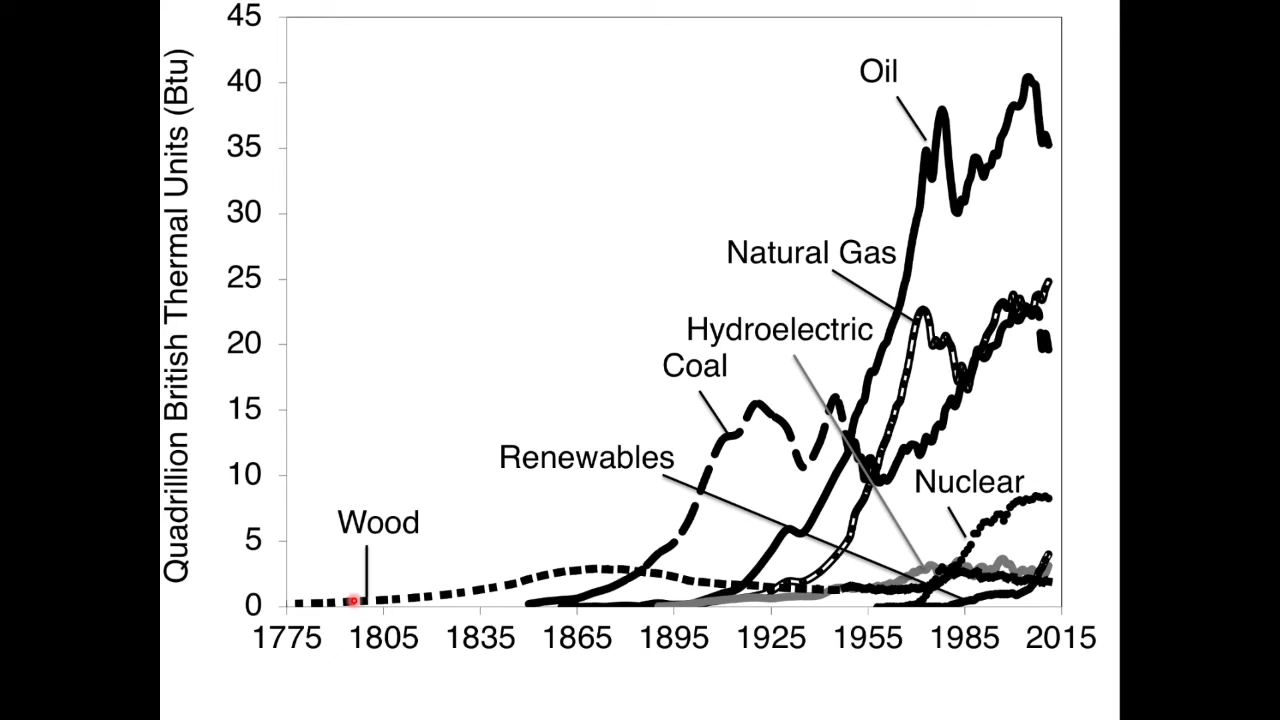 Quadrillion British Thermal Units (Btu)
45
40
35
30
25
20
15
10
5
0
Oil
Natural Gas
Hydroelectric
Coal
Renewables
Nuclear
Wood
1775 1805 1835 1865 1895 1925 1955 1985 2015